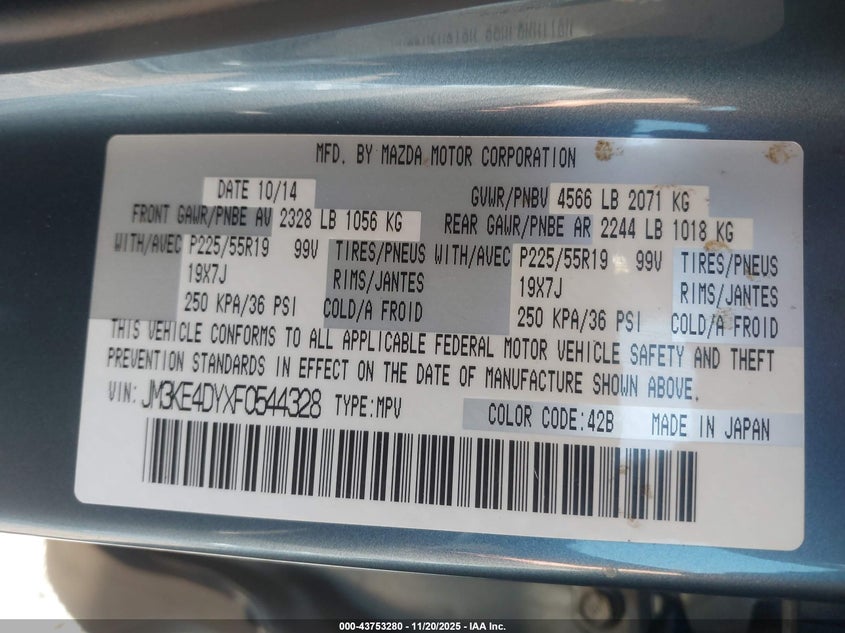 MFD. BY MAZDA MOTOR CORPORATION
DATE 10/14
GVWR/PNBV 4566 LB 2071 KG
FRONT GAWR/PNBE AV 2328 LB 1056 KG
REAR GAWR/PNBE AR 2244 LB 1018 KG
WITH/AVEC P225/55R19 99V TIRES/PNEUS WITH/AVEC P225/55R19 99V TIRES/PNEUS
19X7J RIMS/JANTES 19X7J RIMS/JANTES
250 KPA/36 PSI COLD/A FROID 250 KPA/36 PSI COLD/A FROID
THIS VEHICLE CONFORMS TO ALL APPLICABLE FEDERAL MOTOR VEHICLE SAFETY AND THEFT
PREVENTION STANDARDS IN EFFECT ON THE DATE OF MANUFACTURE SHOWN ABOVE.
VIN: JM3KE4DYXF0544328 TYPE:MPV COLOR CODE:42B MADE IN JAPAN
000-43753280 - 11/20/2025 - IAA Inc.